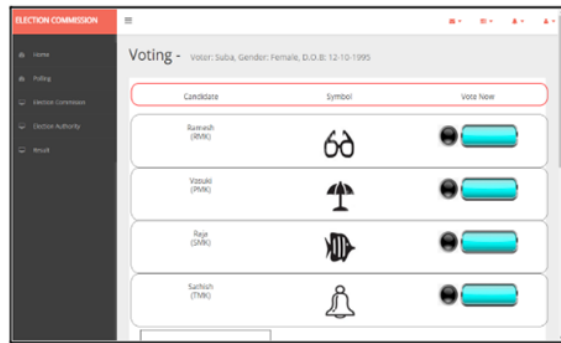 ELECTION COMMISSION
Home
Polling
Election Commission
Election Authority
Result
Voting - Voter: Suba, Gender: Female, D.O.B: 12-10-1995
Candidate Symbol Vote Now
Ramesh
(RMK)
Vasuki
(PMK)
Raja
(SMK)
Sathish
(TMK)